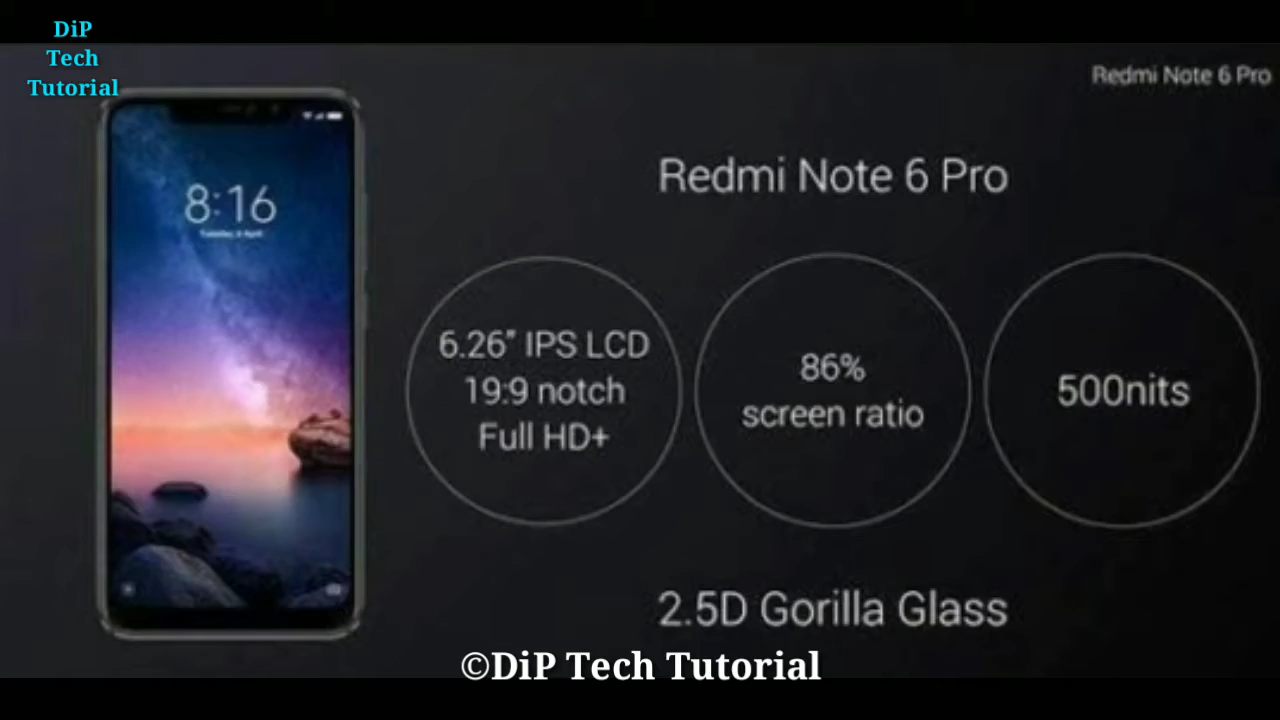 DiP
Tech
Tutorial
Redmi Note 6 Pro
Redmi Note 6 Pro
8:16
6.26" IPS LCD
19:9 notch
Full HD+
86%
screen ratio
500nits
2.5D Gorilla Glass
©DiP Tech Tutorial